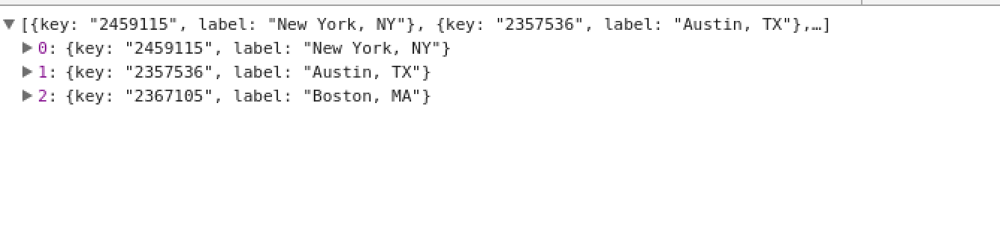 ▼[{key: "2459115", label: "New York, NY"}, {key: "2357536", label: "Austin, TX"},…]
▶0: {key: "2459115", label: "New York, NY"}
▶1: {key: "2357536", label: "Austin, TX"}
▶2: {key: "2367105", label: "Boston, MA"}